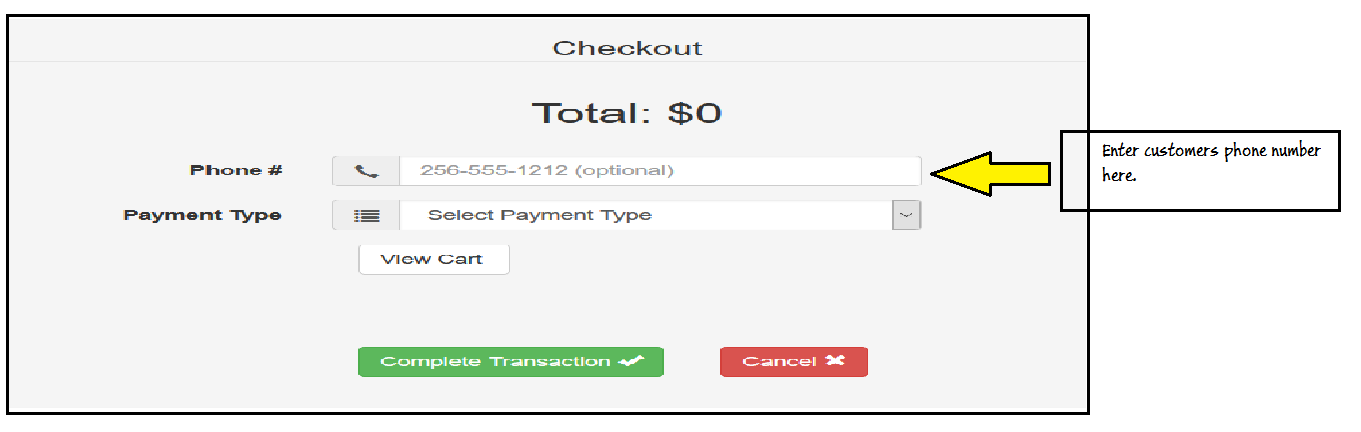 Checkout
Total: $0
Phone # 256-555-1212 (optional)
Enter customers phone number
here.
Payment Type Select Payment Type
View Cart
Complete Transaction Cancel